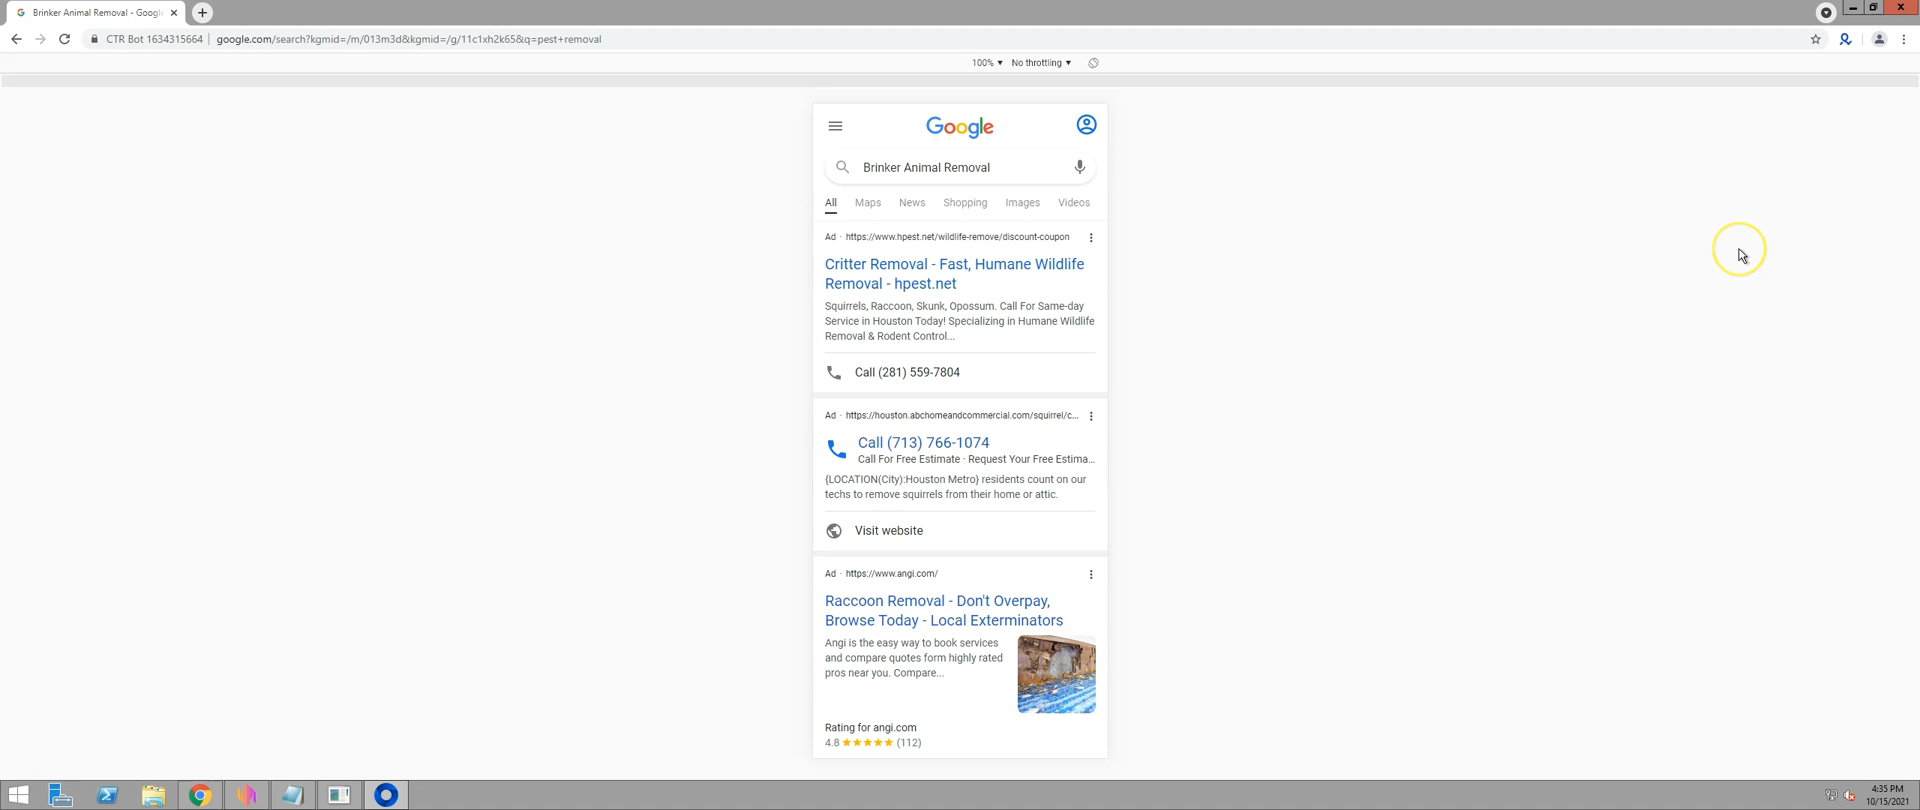 Brinker Animal Removal - Googl
CTR Bot 1634315664 google.com/search?kgmid=/m/013m3d&kgmid=/g/11c1xh2k65&q=pest+removal
100% ▾ No throttling ▾
Google
Brinker Animal Removal
All Maps News Shopping Images Videos
Ad · https://www.hpest.net/wildlife-remove/discount-coupon
Critter Removal - Fast, Humane Wildlife
Removal - hpest.net
Squirrels, Raccoon, Skunk, Opossum. Call For Same-day
Service in Houston Today! Specializing in Humane Wildlife
Removal & Rodent Control...
Call (281) 559-7804
Ad · https://houston.abchomeandcommercial.com/squirrel/c...
Call (713) 766-1074
Call For Free Estimate · Request Your Free Estima...
{LOCATION(City):Houston Metro} residents count on our
techs to remove squirrels from their home or attic.
Visit website
Ad · https://www.angi.com/
Raccoon Removal - Don't Overpay,
Browse Today - Local Exterminators
Angi is the easy way to book services
and compare quotes form highly rated
pros near you. Compare...
Rating for angi.com
4.8 ★★★★★ (112)
4:35 PM
10/15/2021